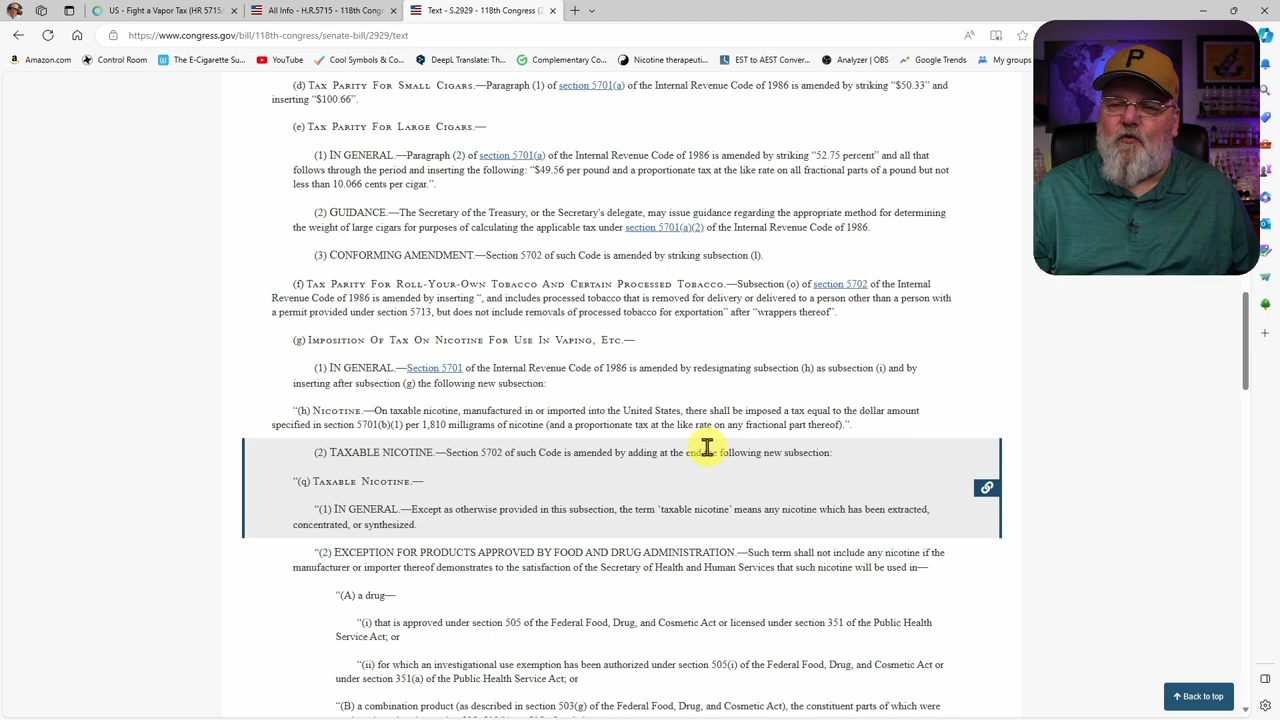 US - Fight a Vapor Tax (HR 5715/
All Info - H.R.5715 - 118th Congr
Text - S.2929 - 118th Congress (2
https://www.congress.gov/bill/118th-congress/senate-bill/2929/text
Amazon.com
Control Room
The E-Cigarette Su...
YouTube
Cool Symbols & Co...
DeepL Translate: Th...
Complementary Co...
Nicotine therapeuti...
EST to AEST Conver...
Analyzer | OBS
Google Trends
My groups
(d) Tax Parity For Small Cigars.—Paragraph (1) of section 5701(a) of the Internal Revenue Code of 1986 is amended by striking “$50.33” and
inserting “$100.66”.
(e) Tax Parity For Large Cigars.—
(1) IN GENERAL.—Paragraph (2) of section 5701(a) of the Internal Revenue Code of 1986 is amended by striking “52.75 percent” and all that
follows through the period and inserting the following: “$49.56 per pound and a proportionate tax at the like rate on all fractional parts of a pound but not
less than 10.066 cents per cigar.”.
(2) GUIDANCE.—The Secretary of the Treasury, or the Secretary's delegate, may issue guidance regarding the appropriate method for determining
the weight of large cigars for purposes of calculating the applicable tax under section 5701(a)(2) of the Internal Revenue Code of 1986.
(3) CONFORMING AMENDMENT.—Section 5702 of such Code is amended by striking subsection (l).
(f) Tax Parity For Roll-Your-Own Tobacco And Certain Processed Tobacco.—Subsection (o) of section 5702 of the Internal
Revenue Code of 1986 is amended by inserting “, and includes processed tobacco that is removed for delivery or delivered to a person other than a person with
a permit provided under section 5713, but does not include removals of processed tobacco for exportation” after “wrappers thereof”.
(g) Imposition Of Tax On Nicotine For Use In Vaping, Etc.—
(1) IN GENERAL.—Section 5701 of the Internal Revenue Code of 1986 is amended by redesignating subsection (h) as subsection (i) and by
inserting after subsection (g) the following new subsection:
“(h) Nicotine.—On taxable nicotine, manufactured in or imported into the United States, there shall be imposed a tax equal to the dollar amount
specified in section 5701(b)(1) per 1,810 milligrams of nicotine (and a proportionate tax at the like rate on any fractional part thereof).”.
(2) TAXABLE NICOTINE.—Section 5702 of such Code is amended by adding at the end following new subsection:
“(q) Taxable Nicotine.—
“(1) IN GENERAL.—Except as otherwise provided in this subsection, the term ‘taxable nicotine’ means any nicotine which has been extracted,
concentrated, or synthesized.
“(2) EXCEPTION FOR PRODUCTS APPROVED BY FOOD AND DRUG ADMINISTRATION.—Such term shall not include any nicotine if the
manufacturer or importer thereof demonstrates to the satisfaction of the Secretary of Health and Human Services that such nicotine will be used in—
“(A) a drug—
“(i) that is approved under section 505 of the Federal Food, Drug, and Cosmetic Act or licensed under section 351 of the Public Health
Service Act; or
“(ii) for which an investigational use exemption has been authorized under section 505(i) of the Federal Food, Drug, and Cosmetic Act or
under section 351(a) of the Public Health Service Act; or
“(B) a combination product (as described in section 503(g) of the Federal Food, Drug, and Cosmetic Act), the constituent parts of which were
Back to top
P